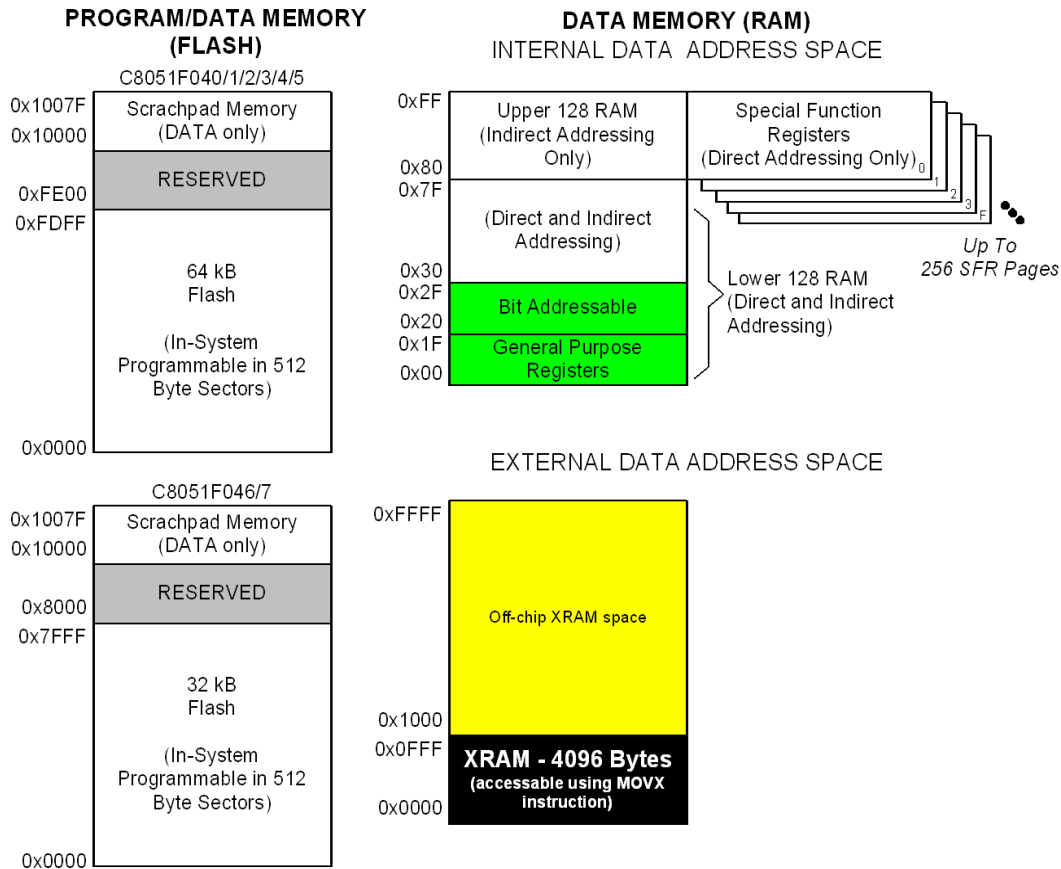 PROGRAM/DATA MEMORY
(FLASH)
C8051F040/1/2/3/4/5
0x1007F
0x10000
Scrachpad Memory
(DATA only)
RESERVED
0xFE00
0xFDFF
64 kB
Flash
(In-System
Programmable in 512
Byte Sectors)
0x0000
C8051F046/7
0x1007F
0x10000
Scrachpad Memory
(DATA only)
RESERVED
0x8000
0x7FFF
32 kB
Flash
(In-System
Programmable in 512
Byte Sectors)
0x0000
DATA MEMORY (RAM)
INTERNAL DATA ADDRESS SPACE
0xFF
Upper 128 RAM
(Indirect Addressing
Only)
0x80
Special Function
Registers
(Direct Addressing Only)
0
1
2
3
F
Up To
256 SFR Pages
0x7F
(Direct and Indirect
Addressing)
0x30
0x2F
Bit Addressable
0x20
0x1F
General Purpose
Registers
0x00
Lower 128 RAM
(Direct and Indirect
Addressing)
EXTERNAL DATA ADDRESS SPACE
0xFFFF
Off-chip XRAM space
0x1000
0x0FFF
XRAM - 4096 Bytes
(accessable using MOVX
instruction)
0x0000